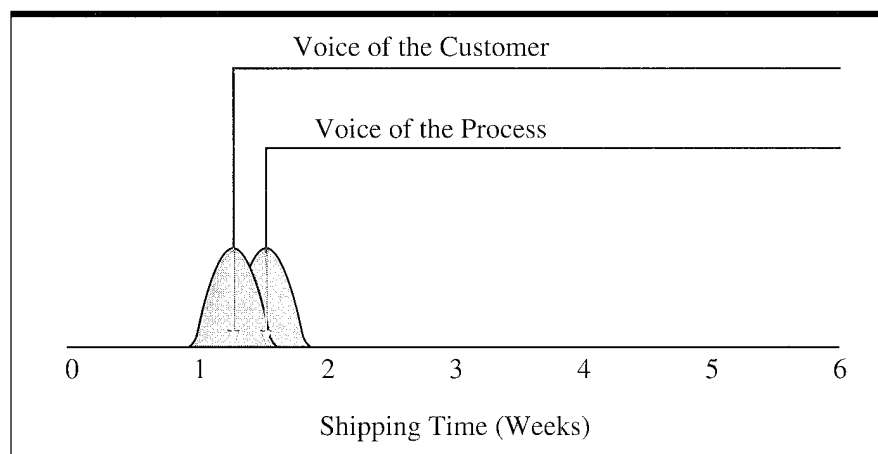 Voice of the Customer
Voice of the Process
0 1 2 3 4 5 6
Shipping Time (Weeks)